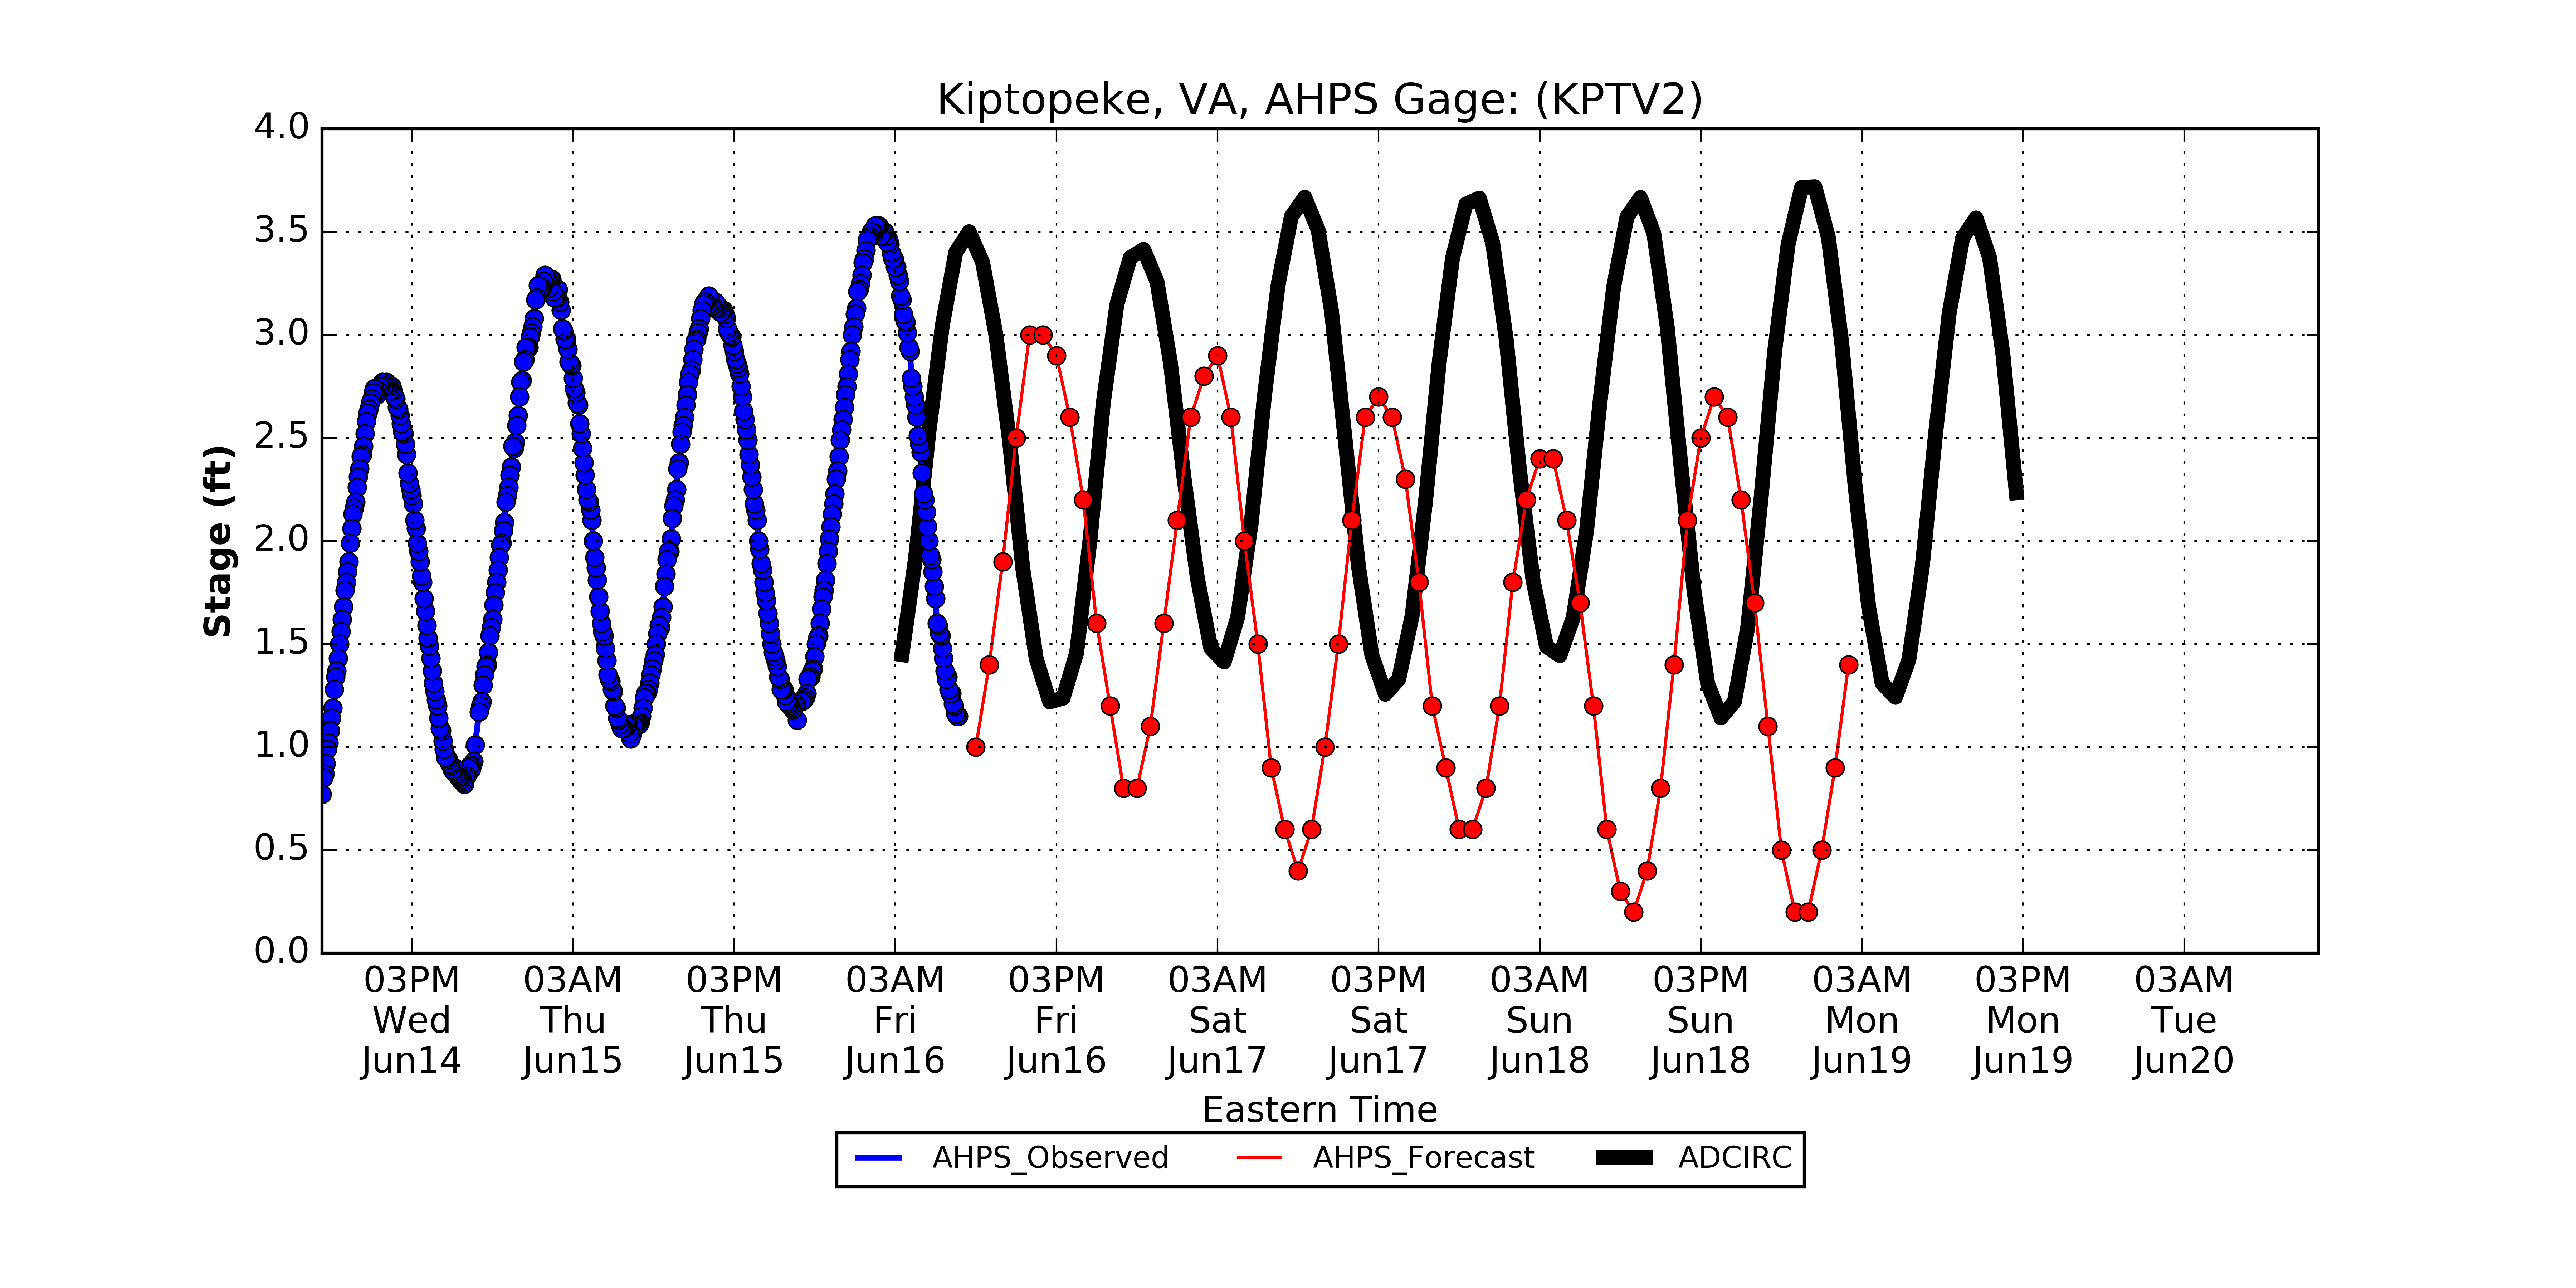 Kiptopeke, VA, AHPS Gage: (KPTV2)
4.0
3.5
3.0
2.5
2.0
1.5
1.0
0.5
0.0
Stage (ft)
03PM 03AM 03PM 03AM 03PM 03AM 03PM 03AM 03PM 03AM 03PM 03AM
Wed Thu Thu Fri Fri Sat Sat Sun Sun Mon Mon Tue
Jun14 Jun15 Jun15 Jun16 Jun16 Jun17 Jun17 Jun18 Jun18 Jun19 Jun19 Jun20
Eastern Time
AHPS_Observed AHPS_Forecast ADCIRC